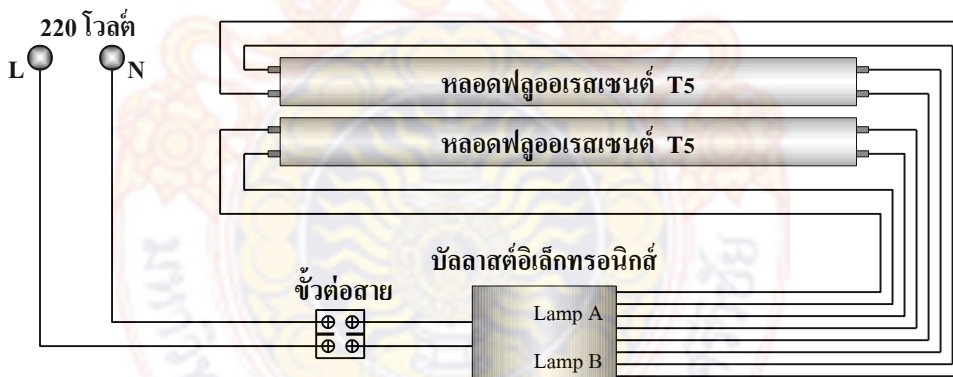 220 โวลต์
L
N
หลอดฟลูออเรสเซนต์ T5
หลอดฟลูออเรสเซนต์ T5
บัลลาสต์อิเล็กทรอนิกส์
ขั้วต่อสาย
Lamp A
Lamp B